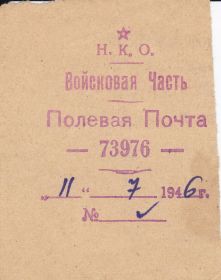 Н. К. О.
Войсковая Часть
Полевая Почта
— 73976 —
„11“ 7 1946г.
№ ✓